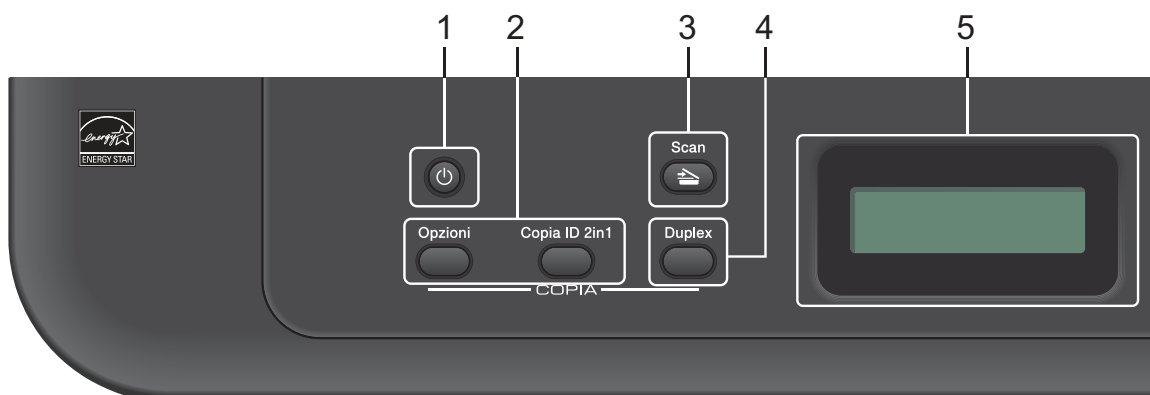 1 2 3 4 5
energy
ENERGY STAR
Scan
Opzioni Copia ID 2in1 Duplex
COPIA